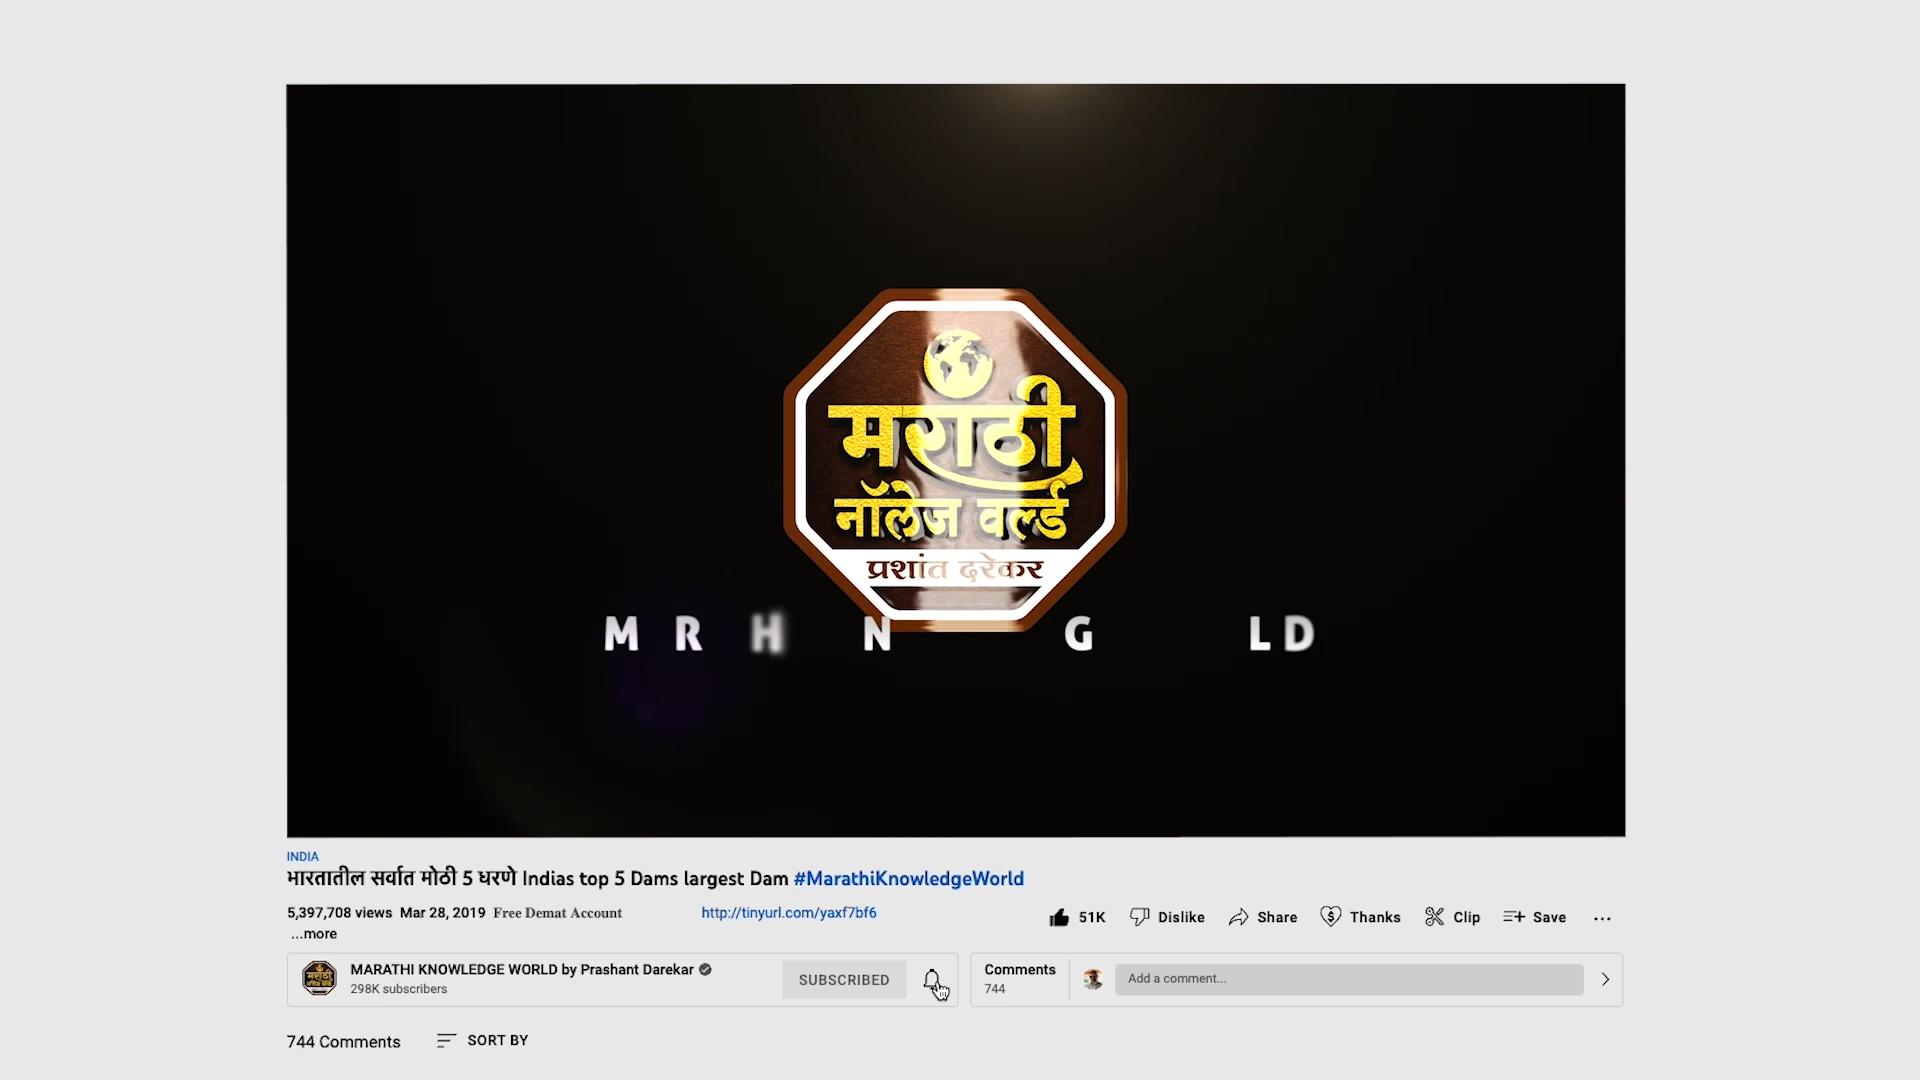 मराठी
नॉलेज वर्ल्ड
प्रशांत दरेकर
M R H N G LD
INDIA
भारतातील सर्वात मोठी 5 धरणे Indias top 5 Dams largest Dam #MarathiKnowledgeWorld
5,397,708 views Mar 28, 2019 Free Demat Account http://tinyurl.com/yaxf7bf6
...more
51K Dislike Share Thanks Clip Save ...
MARATHI KNOWLEDGE WORLD by Prashant Darekar
298K subscribers
SUBSCRIBED
Comments
744
Add a comment...
744 Comments SORT BY